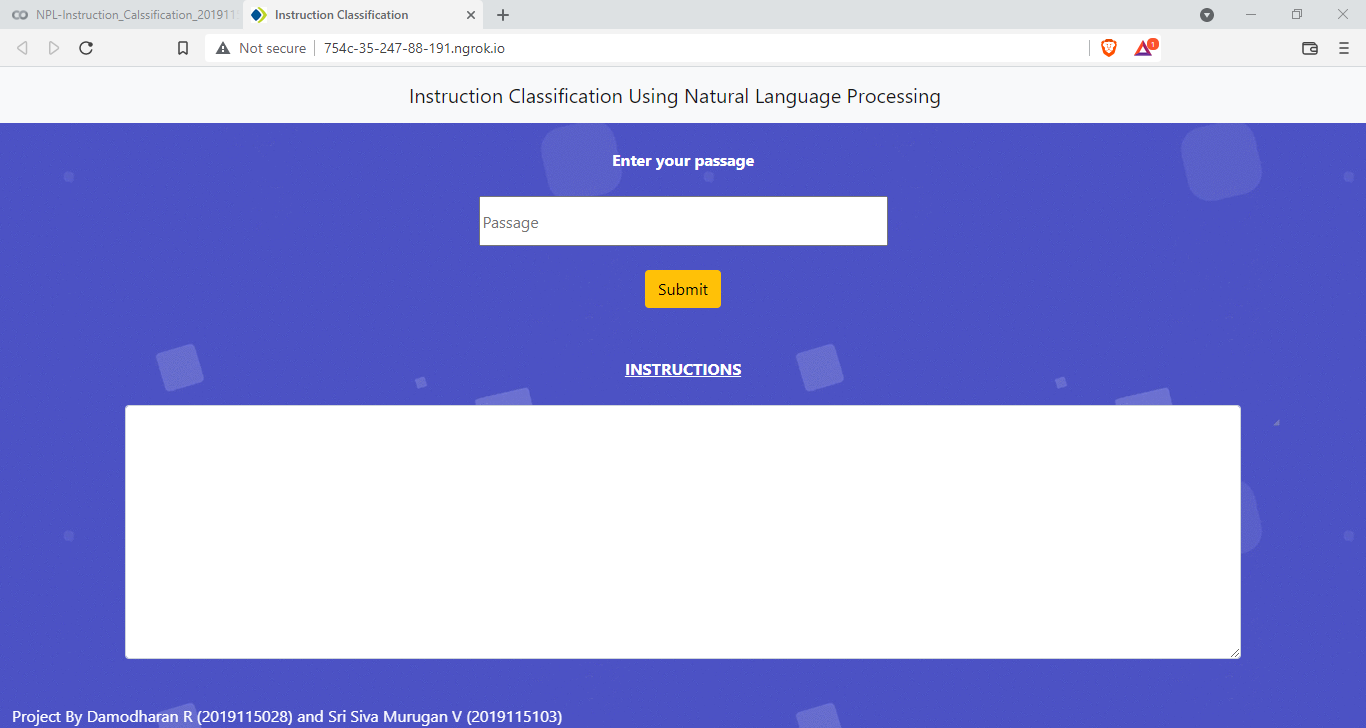 NPL-Instruction_Calssification_20191
Instruction Classification
Not secure
754c-35-247-88-191.ngrok.io
1
Instruction Classification Using Natural Language Processing
Enter your passage
Passage
Submit
INSTRUCTIONS
Project By Damodharan R (2019115028) and Sri Siva Murugan V (2019115103)